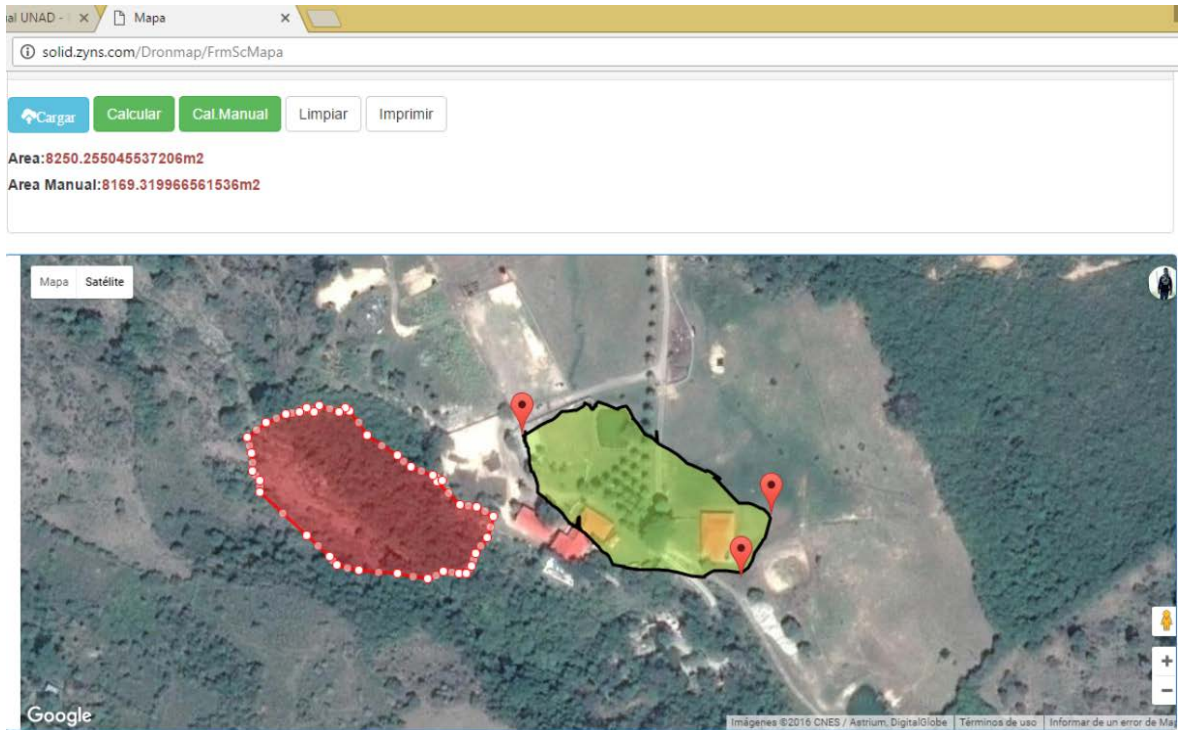 al UNAD - Mapa
solid.zyns.com/Dronmap/FrmScMapa
Cargar Calcular Cal.Manual Limpiar Imprimir
Area:8250.255045537206m2
Area Manual:8169.319966561536m2
Mapa Satélite
Google
Imágenes ©2016 CNES / Astrium, DigitalGlobe Términos de uso Informar de un error de Map